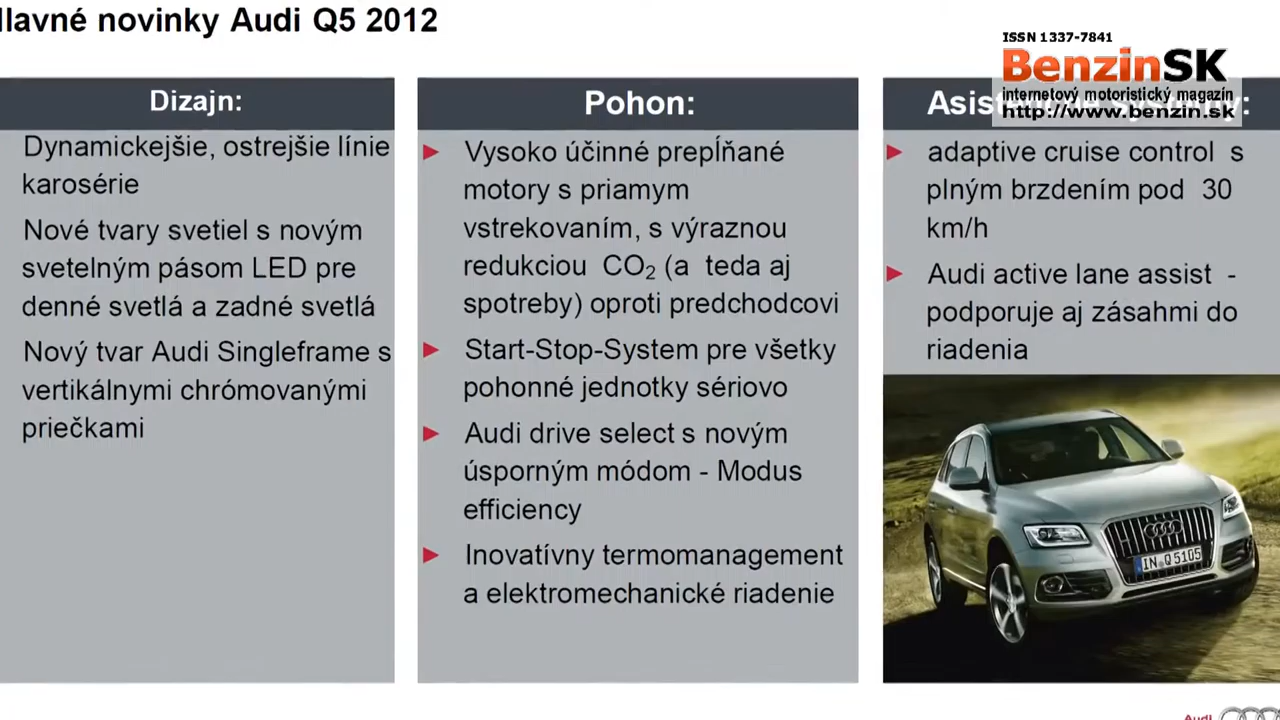 Hlavné novinky Audi Q5 2012
ISSN 1337-7841
BenzinSK
internetový motoristický magazín
http://www.benzin.sk
Dizajn:
Dynamickejšie, ostrejšie línie
karosérie
Nové tvary svetiel s novým
svetelným pásom LED pre
denné svetlá a zadné svetlá
Nový tvar Audi Singleframe s
vertikálnymi chrómovanými
priečkami
Pohon:
Vysoko účinné prepĺňané
motory s priamym
vstrekovaním, s výraznou
redukciou CO₂ (a teda aj
spotreby) oproti predchodcovi
Start-Stop-System pre všetky
pohonné jednotky sériovo
Audi drive select s novým
úsporným módom - Modus
efficiency
Inovatívny termomanagement
a elektromechanické riadenie
Asistenčné systémy:
adaptive cruise control s
plným brzdením pod 30
km/h
Audi active lane assist -
podporuje aj zásahmi do
riadenia
IN Q 5105
Audi